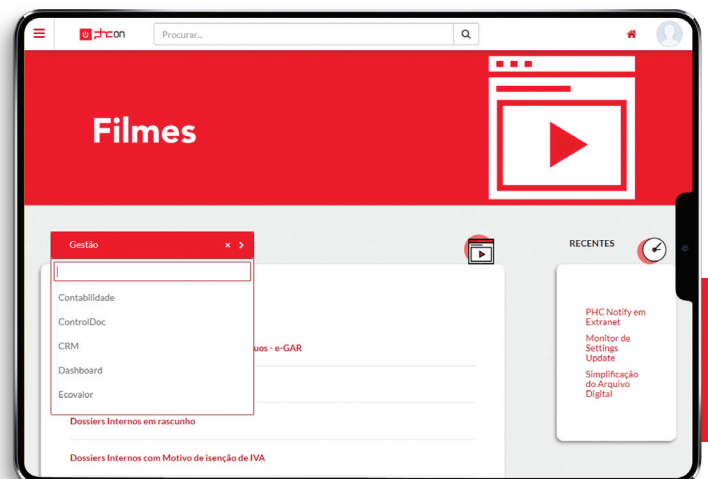 phc on
Procurar...
Filmes
Gestão
RECENTES
Contabilidade
ControlDoc
CRM
Dashboard
Ecovalor
uos - e-GAR
Dossiers Internos em rascunho
Dossiers Internos com Motivo de isenção de IVA
PHC Notify em
Extranet
Monitor de
Settings
Update
Simplificação
do Arquivo
Digital